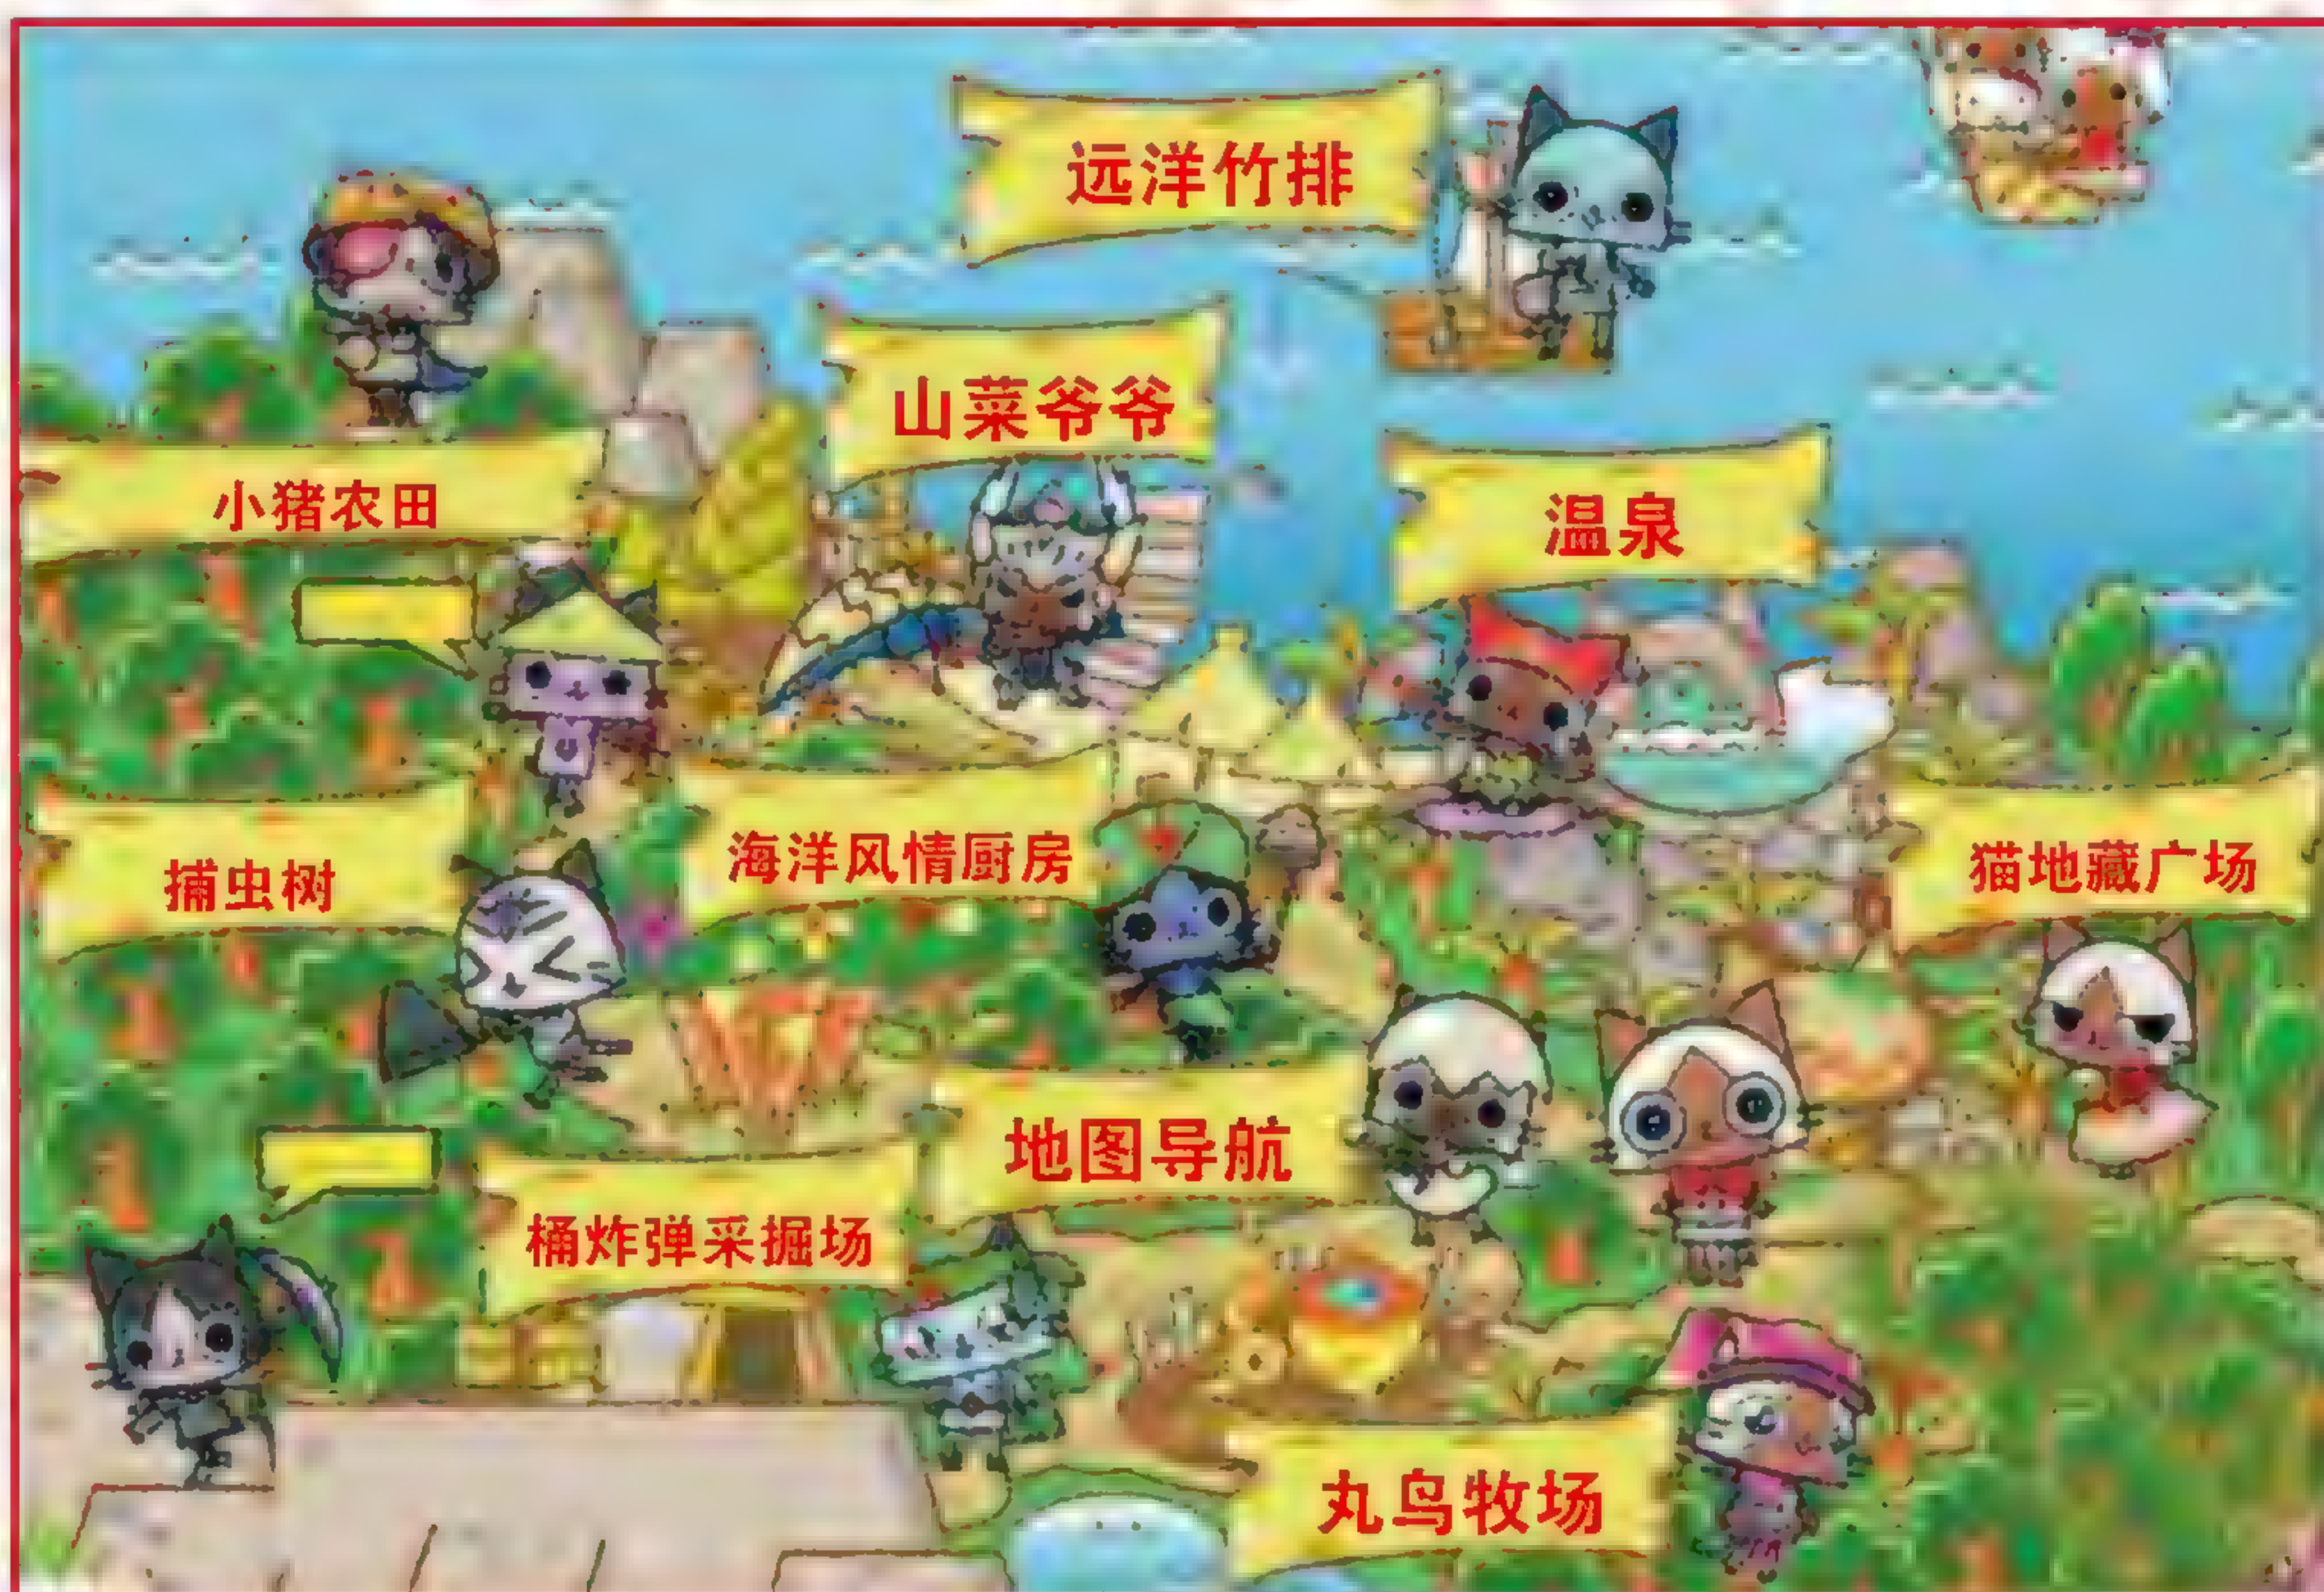 远洋竹排
山菜爷爷
小猪农田
温泉
海洋风情厨房
捕虫树
猫地藏广场
地图导航
桶炸弹采掘场
丸鸟牧场